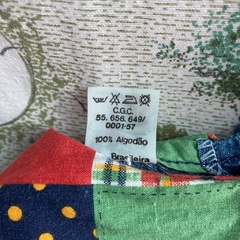 C.G.C.
55.656.649/
0001-57
100% Algodão
Brasileira